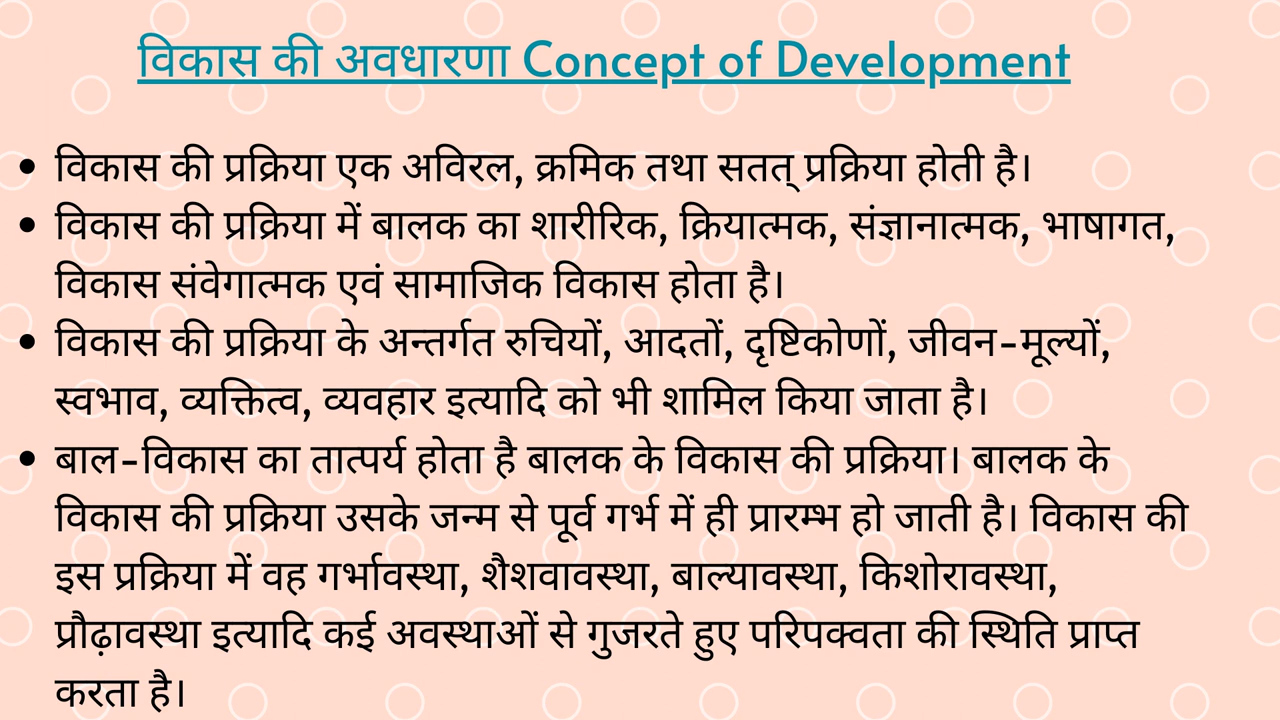 विकास की अवधारणा Concept of Development
• विकास की प्रक्रिया एक अविरल, क्रमिक तथा सतत् प्रक्रिया होती है।
• विकास की प्रक्रिया में बालक का शारीरिक, क्रियात्मक, संज्ञानात्मक, भाषागत,
विकास संवेगात्मक एवं सामाजिक विकास होता है।
• विकास की प्रक्रिया के अन्तर्गत रुचियों, आदतों, दृष्टिकोणों, जीवन-मूल्यों,
स्वभाव, व्यक्तित्व, व्यवहार इत्यादि को भी शामिल किया जाता है।
• बाल-विकास का तात्पर्य होता है बालक के विकास की प्रक्रिया। बालक के
विकास की प्रक्रिया उसके जन्म से पूर्व गर्भ में ही प्रारम्भ हो जाती है। विकास की
इस प्रक्रिया में वह गर्भावस्था, शैशवावस्था, बाल्यावस्था, किशोरावस्था,
प्रौढ़ावस्था इत्यादि कई अवस्थाओं से गुजरते हुए परिपक्वता की स्थिति प्राप्त
करता है।